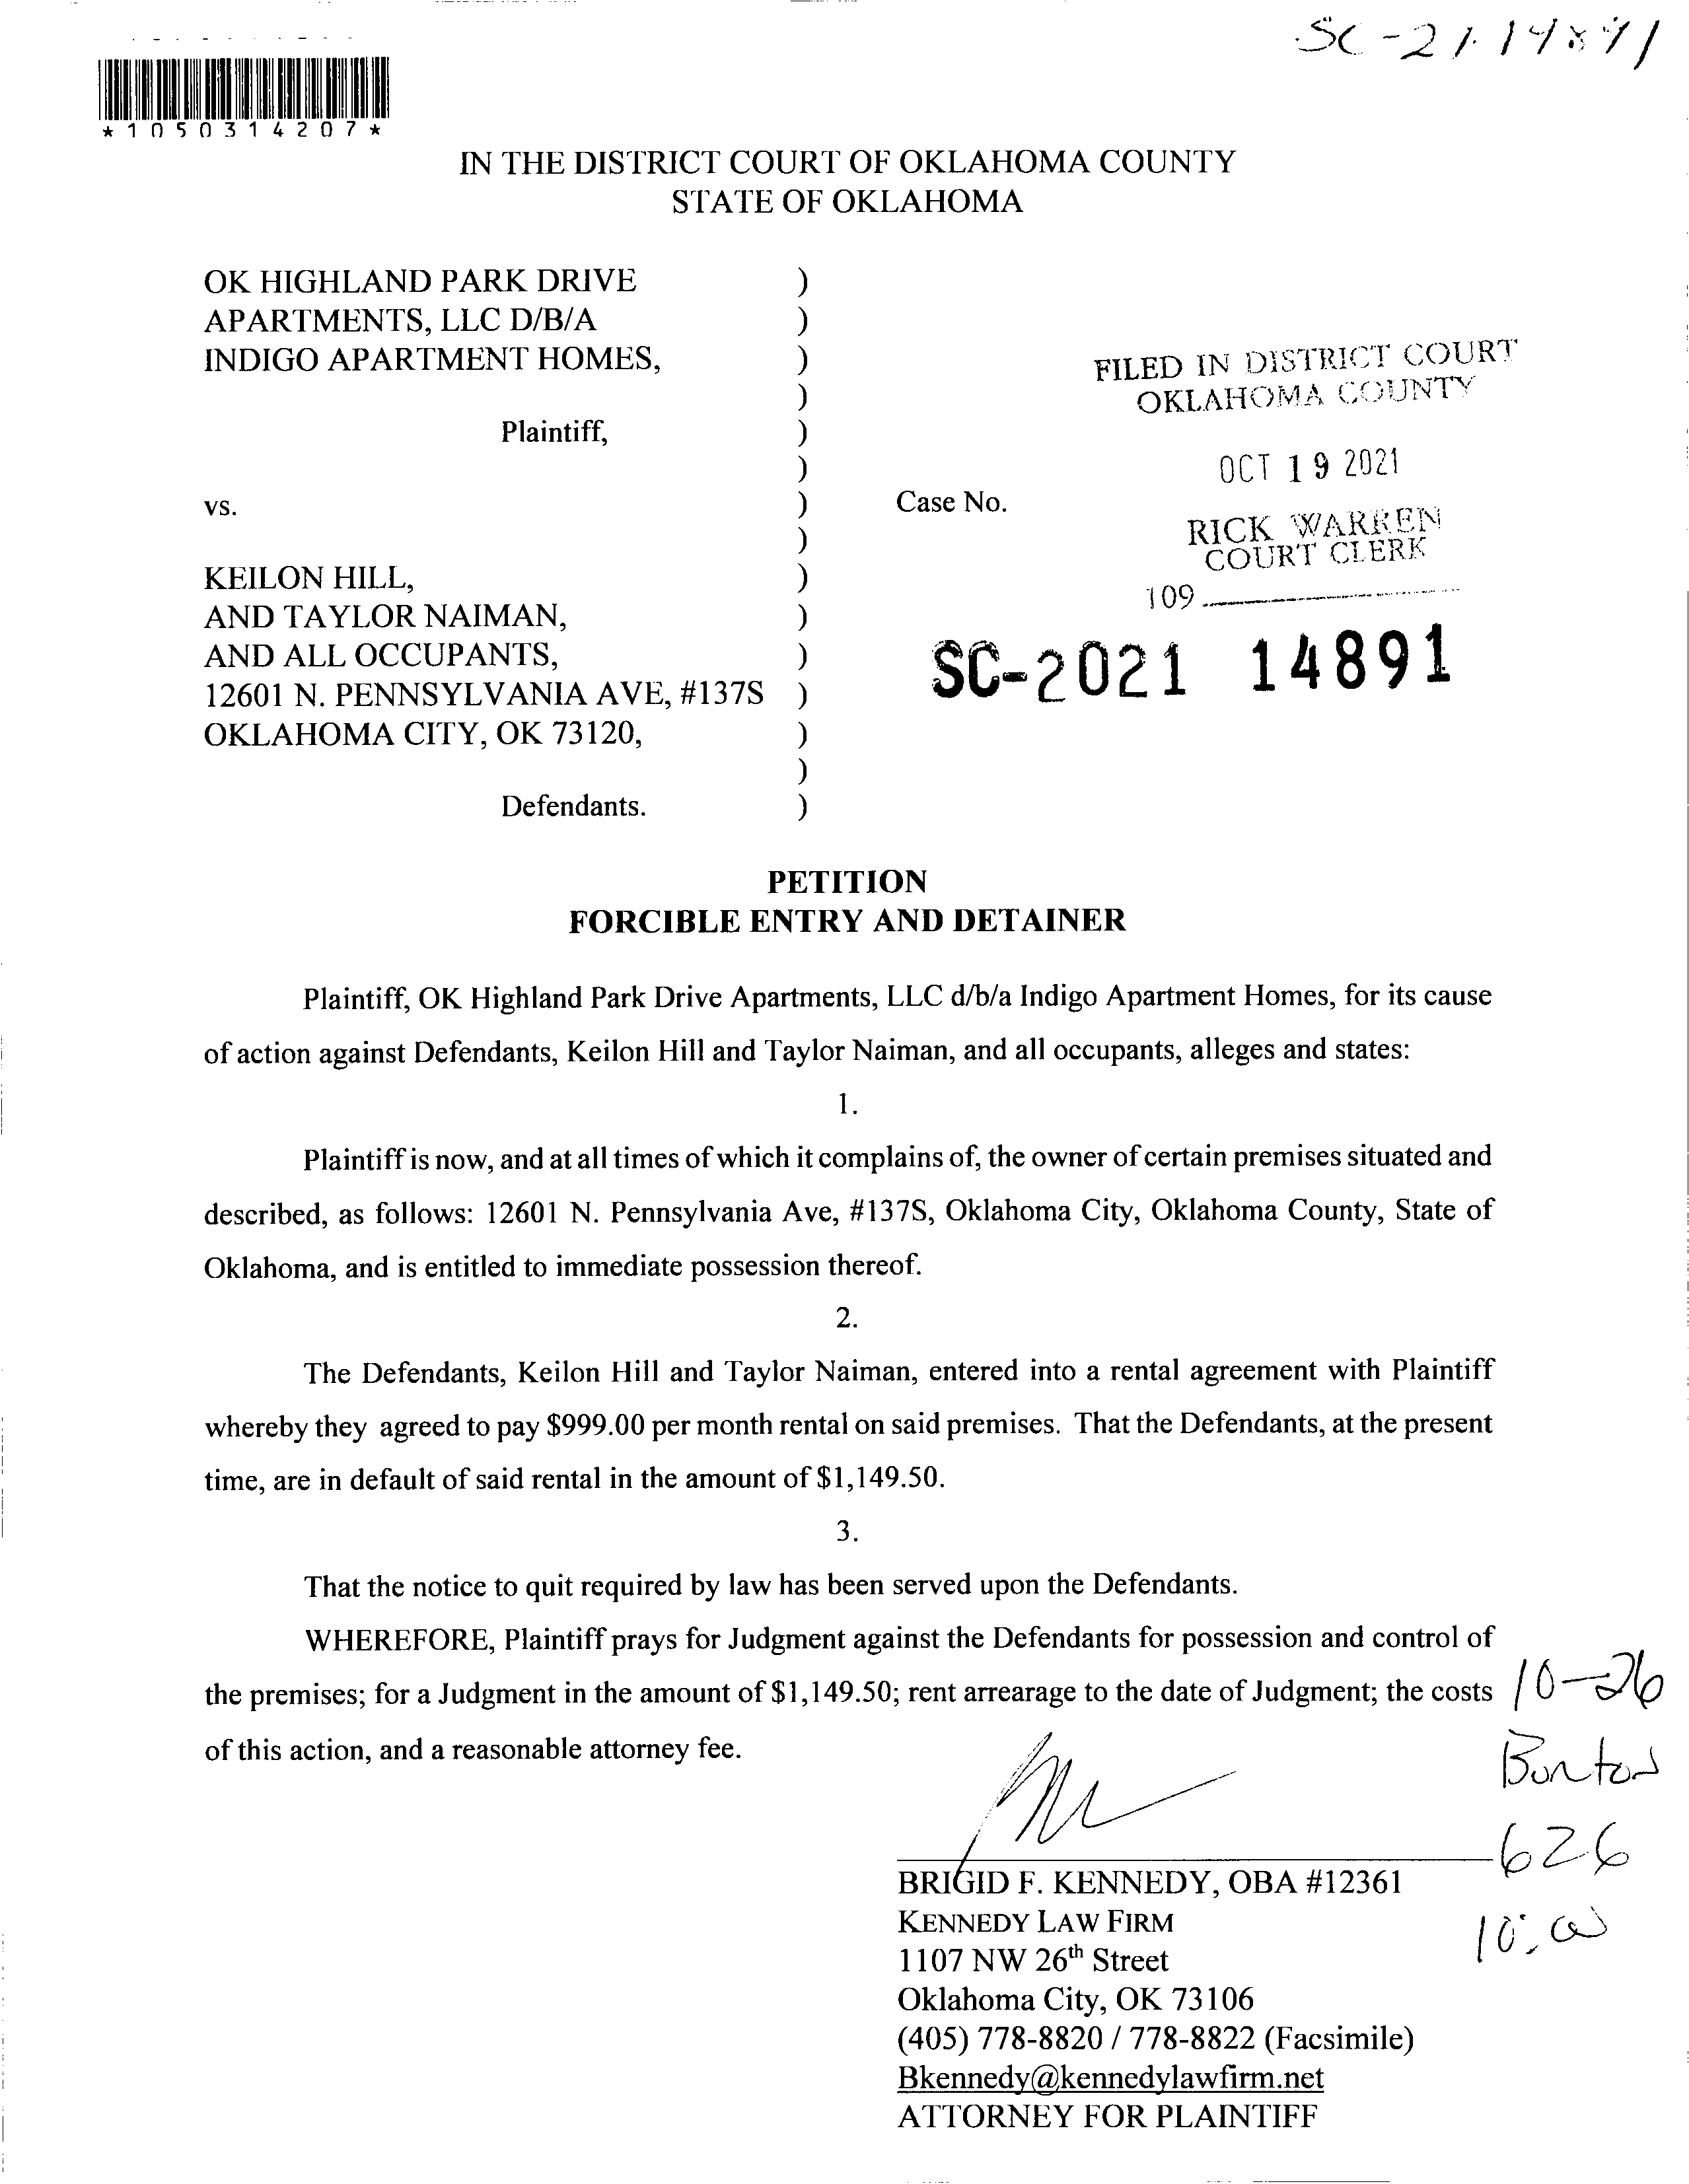 SC-21-14891
*1050314207*
IN THE DISTRICT COURT OF OKLAHOMA COUNTY
STATE OF OKLAHOMA
OK HIGHLAND PARK DRIVE )
APARTMENTS, LLC D/B/A )
INDIGO APARTMENT HOMES, )
)
Plaintiff, )
)
vs. ) Case No.
)
KEILON HILL, )
AND TAYLOR NAIMAN, )
AND ALL OCCUPANTS, )
12601 N. PENNSYLVANIA AVE, #137S )
OKLAHOMA CITY, OK 73120, )
)
Defendants. )
FILED IN DISTRICT COURT
OKLAHOMA COUNTY
OCT 19 2021
RICK WARREN
COURT CLERK
109
SC-2021 14891
PETITION
FORCIBLE ENTRY AND DETAINER
Plaintiff, OK Highland Park Drive Apartments, LLC d/b/a Indigo Apartment Homes, for its cause
of action against Defendants, Keilon Hill and Taylor Naiman, and all occupants, alleges and states:
1.
Plaintiff is now, and at all times of which it complains of, the owner of certain premises situated and
described, as follows: 12601 N. Pennsylvania Ave, #137S, Oklahoma City, Oklahoma County, State of
Oklahoma, and is entitled to immediate possession thereof.
2.
The Defendants, Keilon Hill and Taylor Naiman, entered into a rental agreement with Plaintiff
whereby they agreed to pay $999.00 per month rental on said premises. That the Defendants, at the present
time, are in default of said rental in the amount of $1,149.50.
3.
That the notice to quit required by law has been served upon the Defendants.
WHEREFORE, Plaintiff prays for Judgment against the Defendants for possession and control of
the premises; for a Judgment in the amount of $1,149.50; rent arrearage to the date of Judgment; the costs
of this action, and a reasonable attorney fee.
10-26
626
10:00
BRIGID F. KENNEDY, OBA #12361
KENNEDY LAW FIRM
1107 NW 26th Street
Oklahoma City, OK 73106
(405) 778-8820 / 778-8822 (Facsimile)
Bkennedy@kennedylawfirm.net
ATTORNEY FOR PLAINTIFF